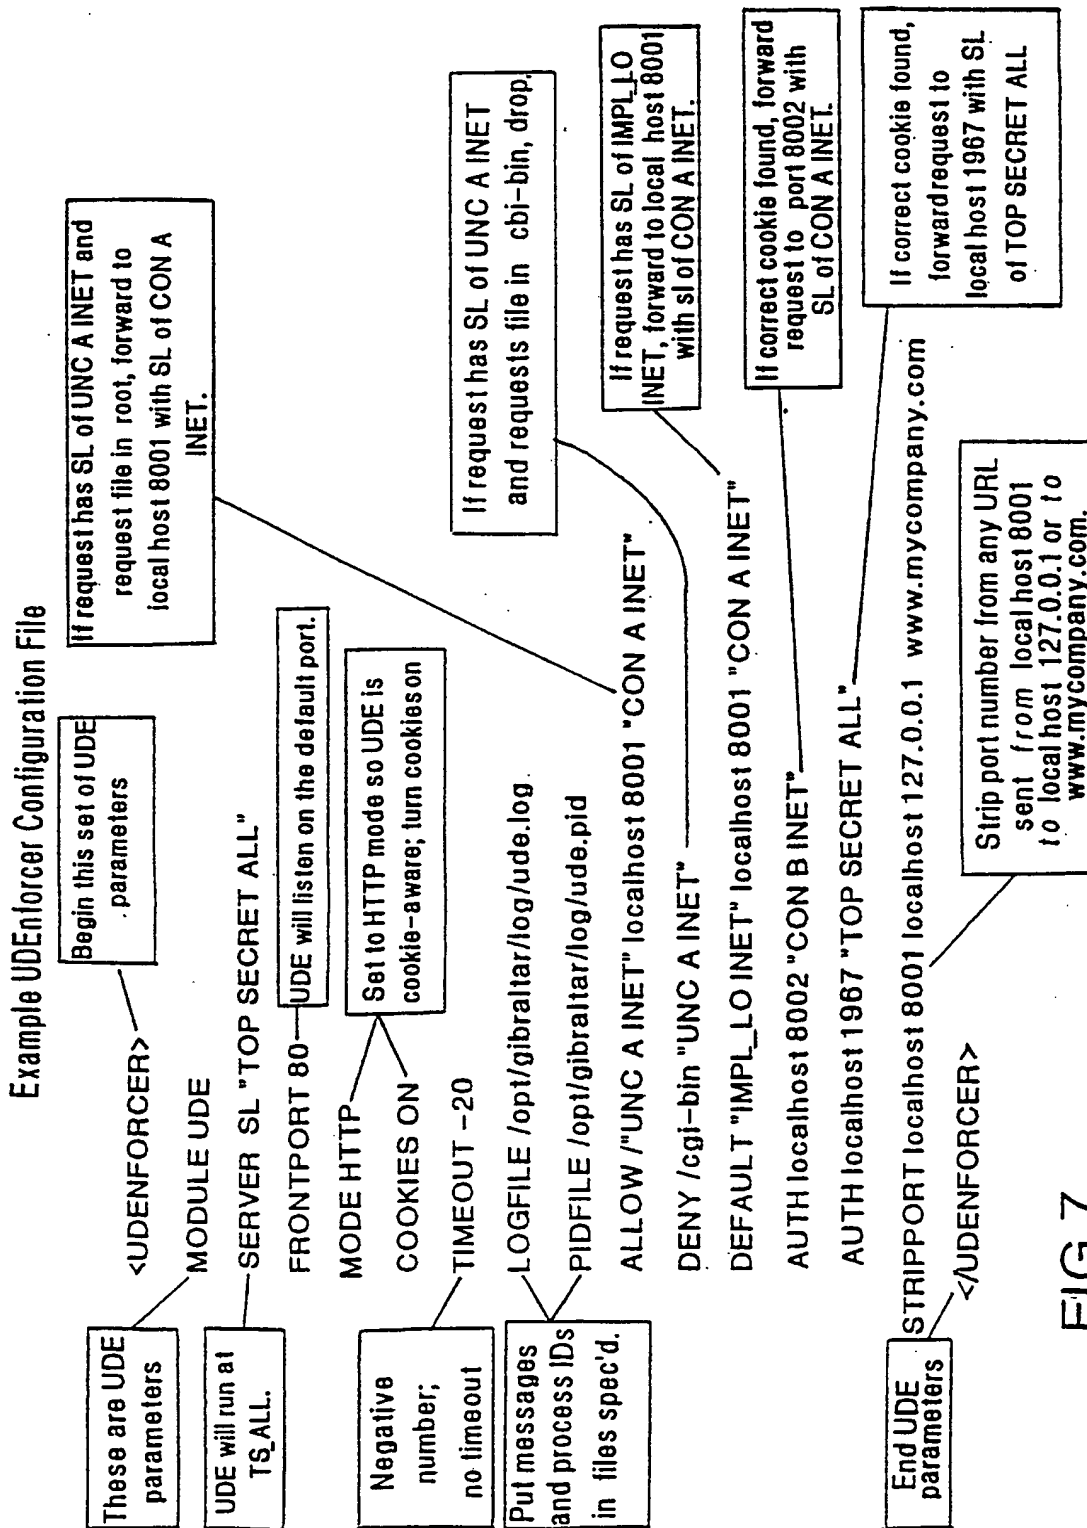 Example UDEnforcer Configuration File
<UDENFORCER>
Begin this set of UDE
parameters
These are UDE
parameters
MODULE UDE
UDE will run at
TS_ALL.
SERVER SL "TOP SECRET ALL"
FRONTPORT 80
UDE will listen on the default port.
MODE HTTP
COOKIES ON
Set to HTTP mode so UDE is
cookie-aware; turn cookies on
Negative
number;
no timeout
TIMEOUT -20
Put messages
and process IDs
in files spec'd.
LOGFILE /opt/gibraltar/log/ude.log
PIDFILE /opt/gibraltar/log/ude.pid
ALLOW /"UNC A INET" localhost 8001 "CON A INET"
If request has SL of UNC A INET and
request file in root, forward to
local host 8001 with SL of CON A
INET.
DENY /cgi-bin "UNC A INET"
If request has SL of UNC A INET
and requests file in cbi-bin, drop.
DEFAULT "IMPL_LO INET" localhost 8001 "CON A INET"
If request has SL of IMPL_LO
INET, forward to local host 8001
with sl of CON A INET.
AUTH localhost 8002 "CON B INET"
If correct cookie found, forward
request to port 8002 with
SL of CON A INET.
AUTH localhost 1967 "TOP SECRET ALL"
If correct cookie found,
forward request to
local host 1967 with SL
of TOP SECRET ALL
STRIPPORT localhost 8001 localhost 127.0.0.1 www.mycompany.com
Strip port number from any URL
sent from local host 8001
to local host 127.0.0.1 or to
www.mycompany.com.
End UDE
parameters
</UDENFORCER>
FIG 7